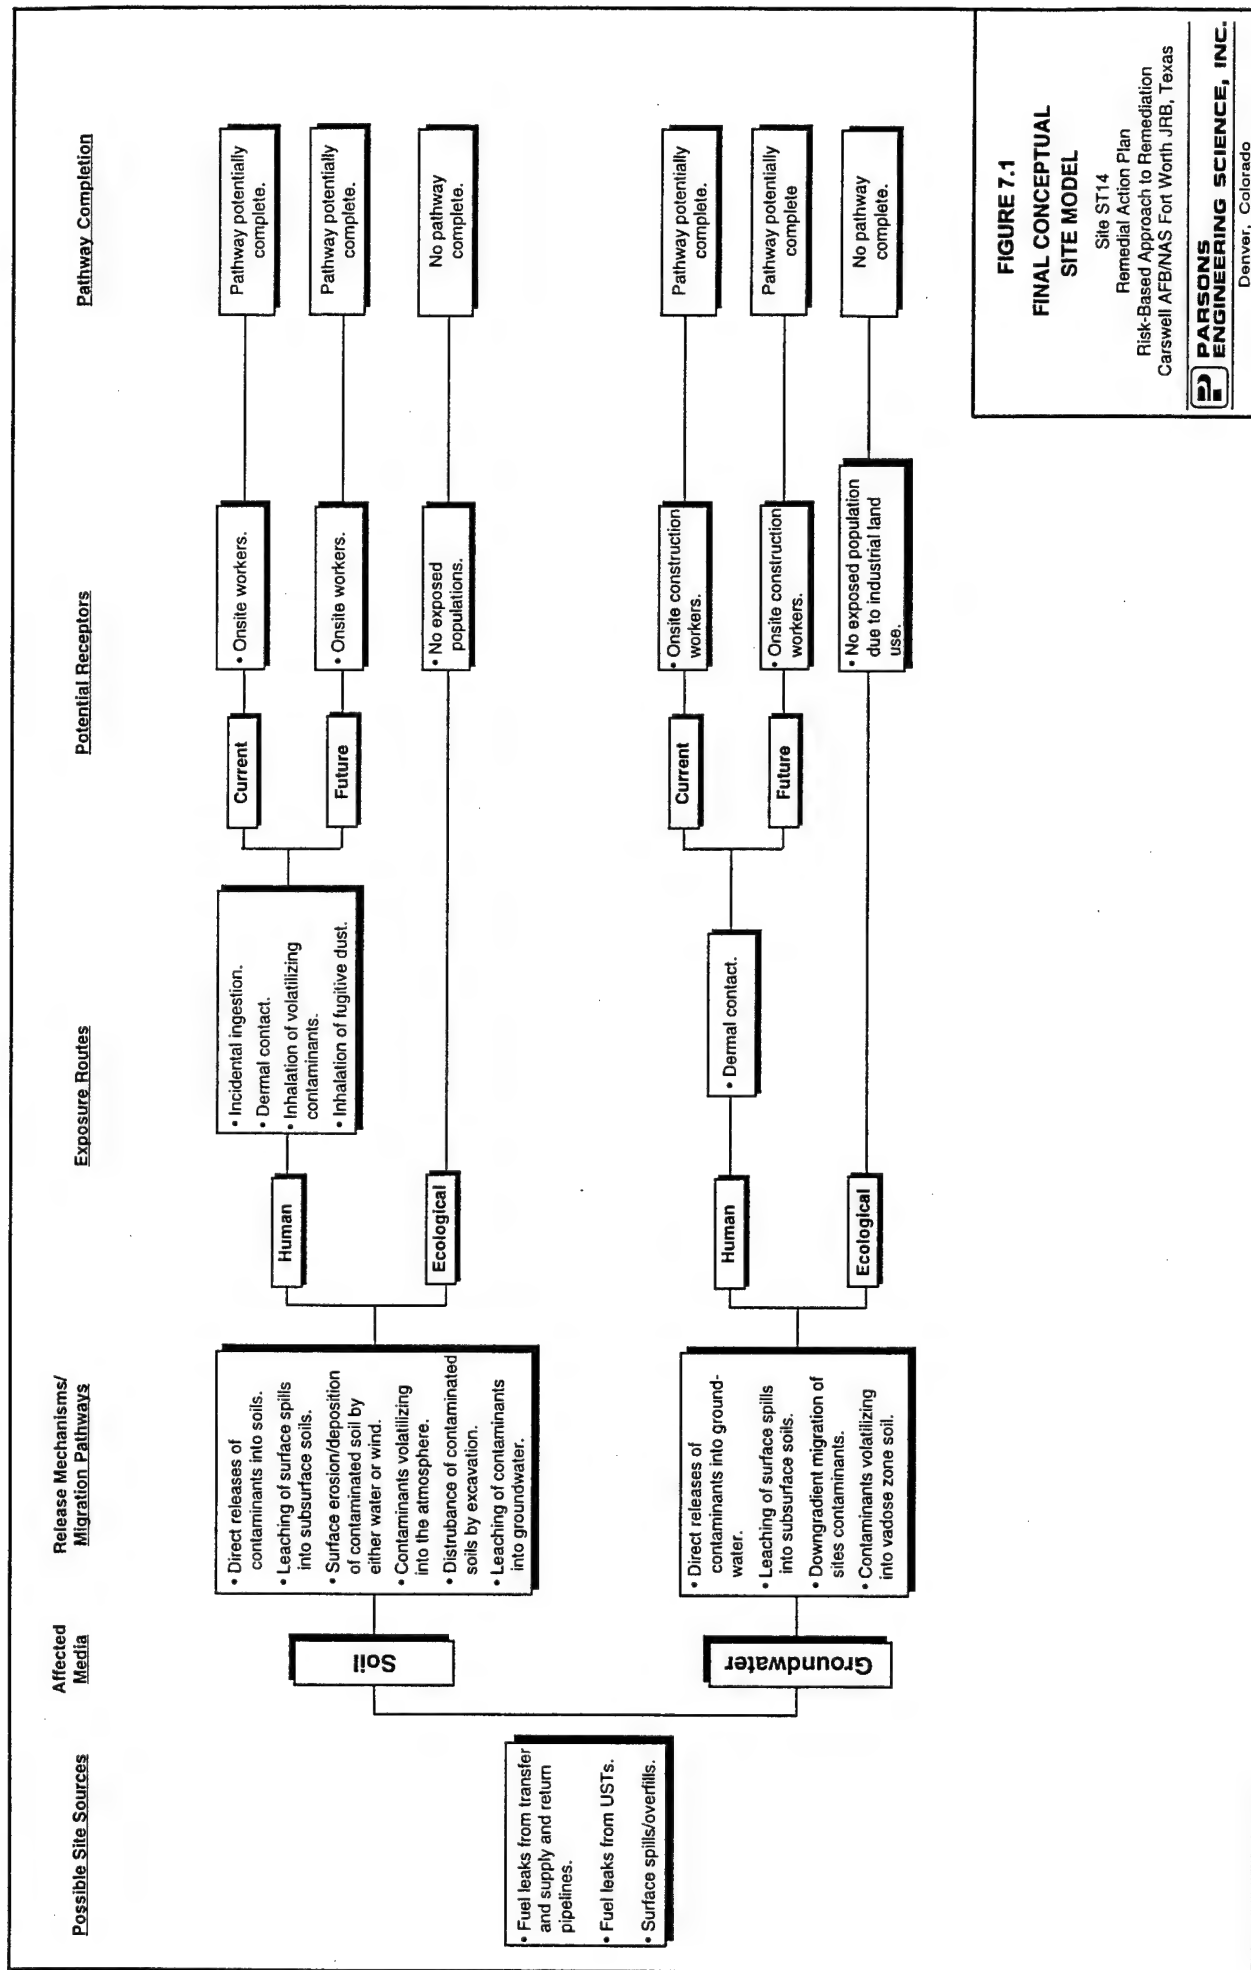 Possible Site Sources
Affected
Media
Release Mechanisms/
Migration Pathways
Exposure Routes
Potential Receptors
Pathway Completion
• Fuel leaks from transfer
and supply and return
pipelines.
• Fuel leaks from USTs.
• Surface spills/overfills.
Soil
• Direct releases of
contaminants into soils.
• Leaching of surface spills
into subsurface soils.
• Surface erosion/deposition
of contaminated soil by
either water or wind.
• Contaminants volatilizing
into the atmosphere.
• Distrubance of contaminated
soils by excavation.
• Leaching of contaminants
into groundwater.
Human
• Incidental ingestion.
• Dermal contact.
• Inhalation of volatilizing
contaminants.
• Inhalation of fugitive dust.
Current
• Onsite workers.
Pathway potentially
complete.
Future
• Onsite workers.
Pathway potentially
complete.
Ecological
• No exposed
populations.
No pathway
complete.
Groundwater
• Direct releases of
contaminants into ground-
water.
• Leaching of surface spills
into subsurface soils.
• Downgradient migration of
sites contaminants.
• Contaminants volatilizing
into vadose zone soil.
Human
• Dermal contact.
Current
• Onsite construction
workers.
Pathway potentially
complete.
Future
• Onsite construction
workers.
Pathway potentially
complete
Ecological
• No exposed population
due to industrial land
use.
No pathway
complete.
FIGURE 7.1
FINAL CONCEPTUAL
SITE MODEL
Site ST14
Remedial Action Plan
Risk-Based Approach to Remediation
Carswell AFB/NAS Fort Worth JRB, Texas
PARSONS
ENGINEERING SCIENCE, INC.
Denver, Colorado